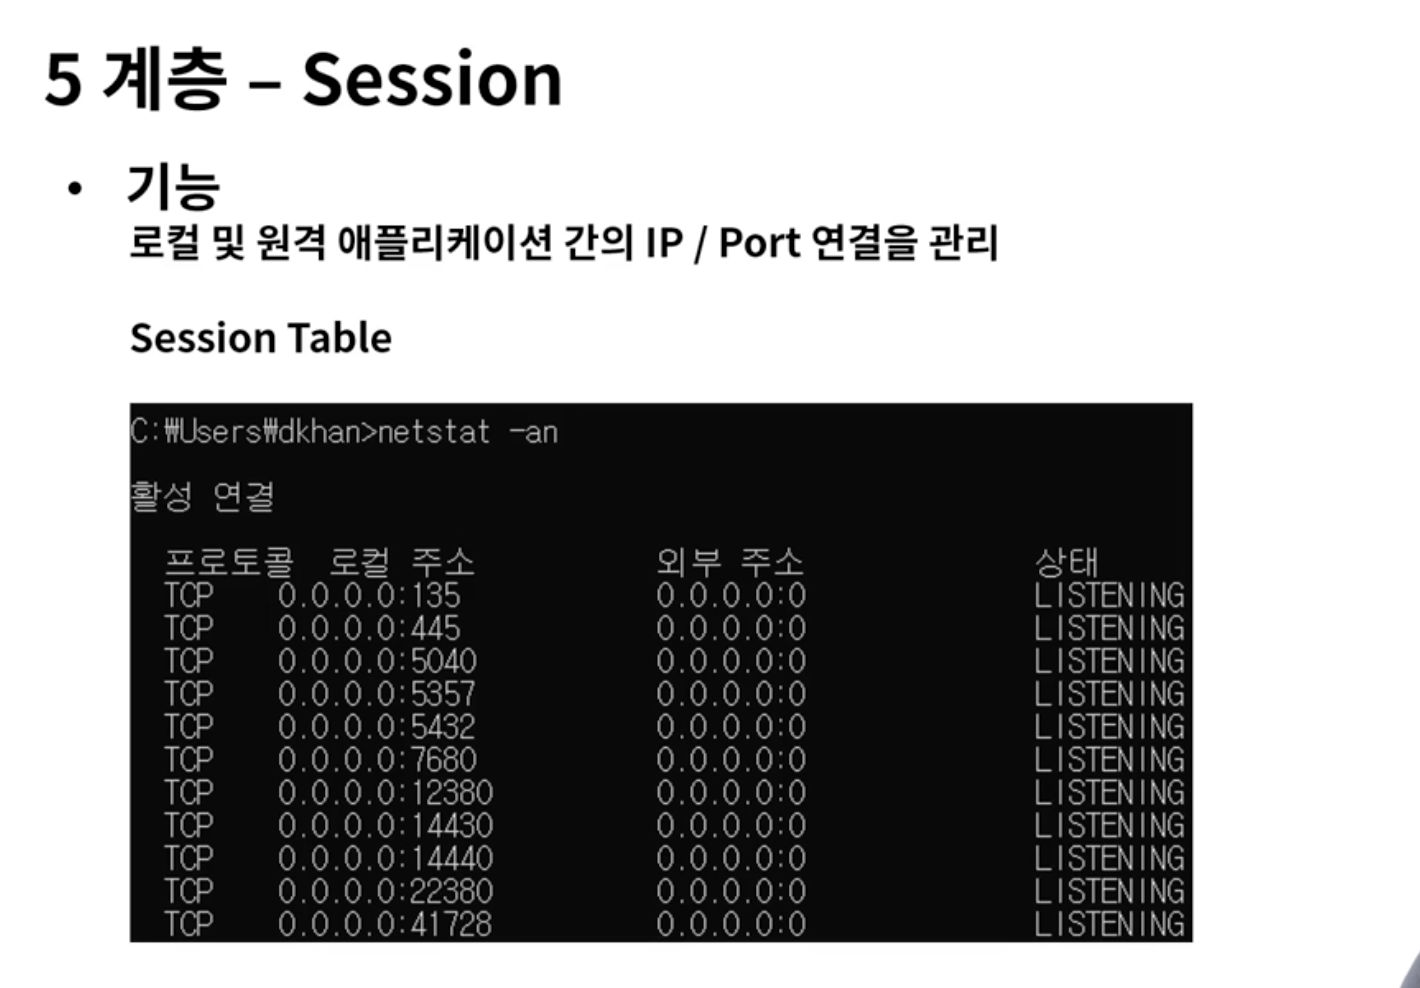 5 계층 – Session
• 기능
로컬 및 원격 애플리케이션 간의 IP / Port 연결을 관리
Session Table
C:₩Users₩dkhan>netstat -an
활성 연결
프로토콜 로컬 주소 외부 주소 상태
TCP 0.0.0.0:135 0.0.0.0:0 LISTENING
TCP 0.0.0.0:445 0.0.0.0:0 LISTENING
TCP 0.0.0.0:5040 0.0.0.0:0 LISTENING
TCP 0.0.0.0:5357 0.0.0.0:0 LISTENING
TCP 0.0.0.0:5432 0.0.0.0:0 LISTENING
TCP 0.0.0.0:7680 0.0.0.0:0 LISTENING
TCP 0.0.0.0:12380 0.0.0.0:0 LISTENING
TCP 0.0.0.0:14430 0.0.0.0:0 LISTENING
TCP 0.0.0.0:14440 0.0.0.0:0 LISTENING
TCP 0.0.0.0:22380 0.0.0.0:0 LISTENING
TCP 0.0.0.0:41728 0.0.0.0:0 LISTENING